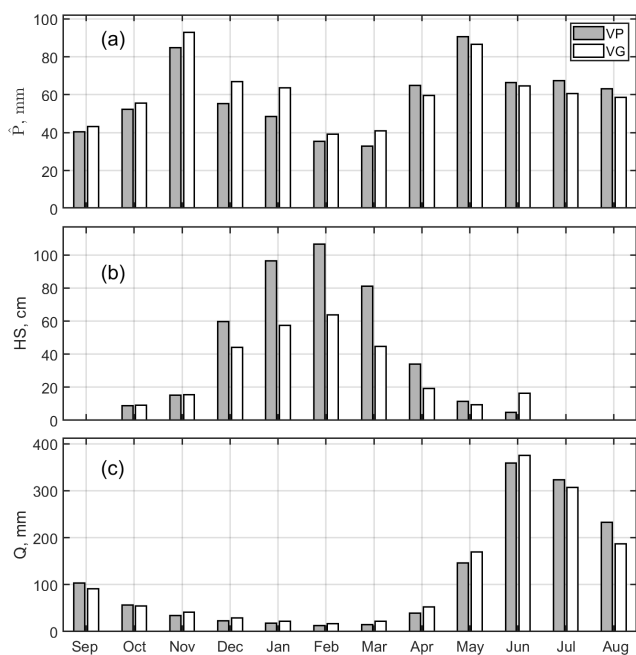 (a)
VP
VG
100
80
60
40
20
0
P̂, mm
(b)
100
80
60
40
20
0
HS, cm
(c)
400
300
200
100
0
Q, mm
Sep Oct Nov Dec Jan Feb Mar Apr May Jun Jul Aug